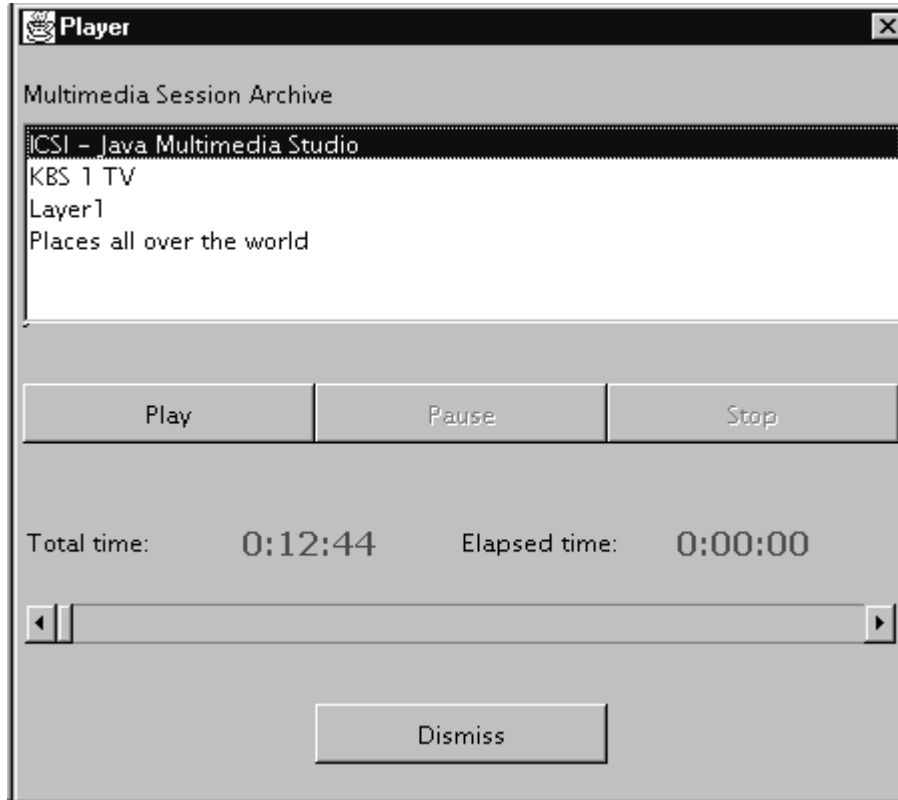 Player
Multimedia Session Archive
ICSI – Java Multimedia Studio
KBS 1 TV
Layer1
Places all over the world
Play Pause Stop
Total time: 0:12:44 Elapsed time: 0:00:00
Dismiss